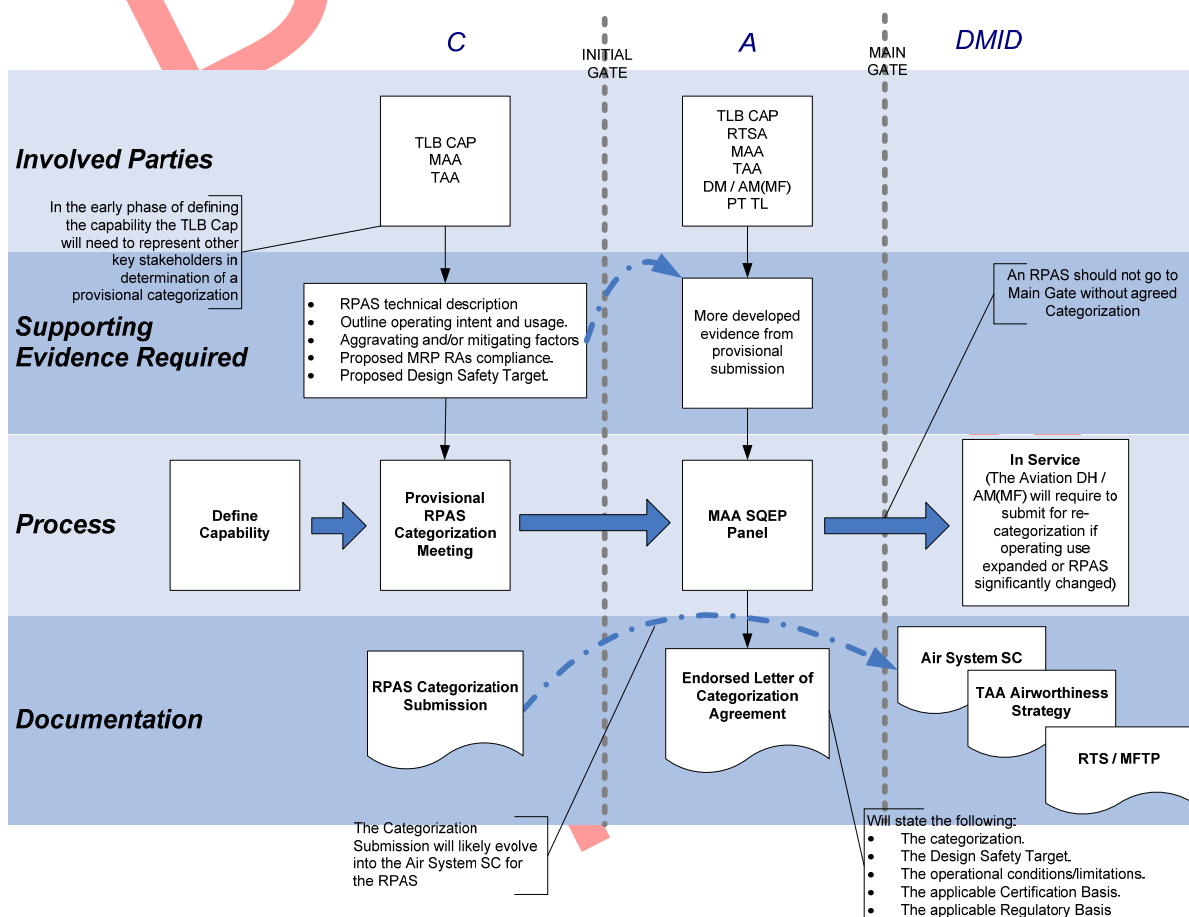 C
A
DMID
INITIAL
GATE
MAIN
GATE
Involved Parties
TLB CAP
MAA
TAA
TLB CAP
RTSA
MAA
TAA
DM / AM(MF)
PT TL
In the early phase of defining
the capability the TLB Cap
will need to represent other
key stakeholders in
determination of a
provisional categorization
Supporting
Evidence Required
• RPAS technical description
• Outline operating intent and usage.
• Aggravating and/or mitigating factors
• Proposed MRP RAs compliance.
• Proposed Design Safety Target.
More developed
evidence from
provisional
submission
An RPAS should not go to
Main Gate without agreed
Categorization
Process
Define
Capability
Provisional
RPAS
Categorization
Meeting
MAA SQEP
Panel
In Service
(The Aviation DH /
AM(MF) will require to
submit for re-
categorization if
operating use
expanded or RPAS
significantly changed)
Documentation
RPAS Categorization
Submission
Endorsed Letter of
Categorization
Agreement
Air System SC
TAA Airworthiness
Strategy
RTS / MFTP
The Categorization
Submission will likely evolve
into the Air System SC for
the RPAS
Will state the following:
• The categorization.
• The Design Safety Target.
• The operational conditions/limitations.
• The applicable Certification Basis.
• The applicable Regulatory Basis